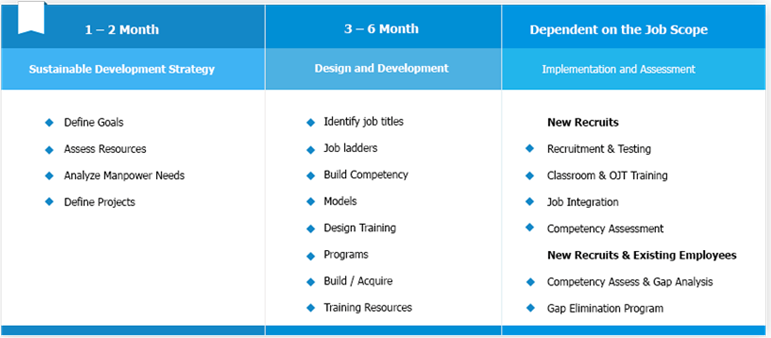 1 – 2 Month
3 – 6 Month
Dependent on the Job Scope
Sustainable Development Strategy
Design and Development
Implementation and Assessment
Define Goals
Assess Resources
Analyze Manpower Needs
Define Projects
Identify job titles
Job ladders
Build Competency
Models
Design Training
Programs
Build / Acquire
Training Resources
New Recruits
Recruitment & Testing
Classroom & OJT Training
Job Integration
Competency Assessment
New Recruits & Existing Employees
Competency Assess & Gap Analysis
Gap Elimination Program